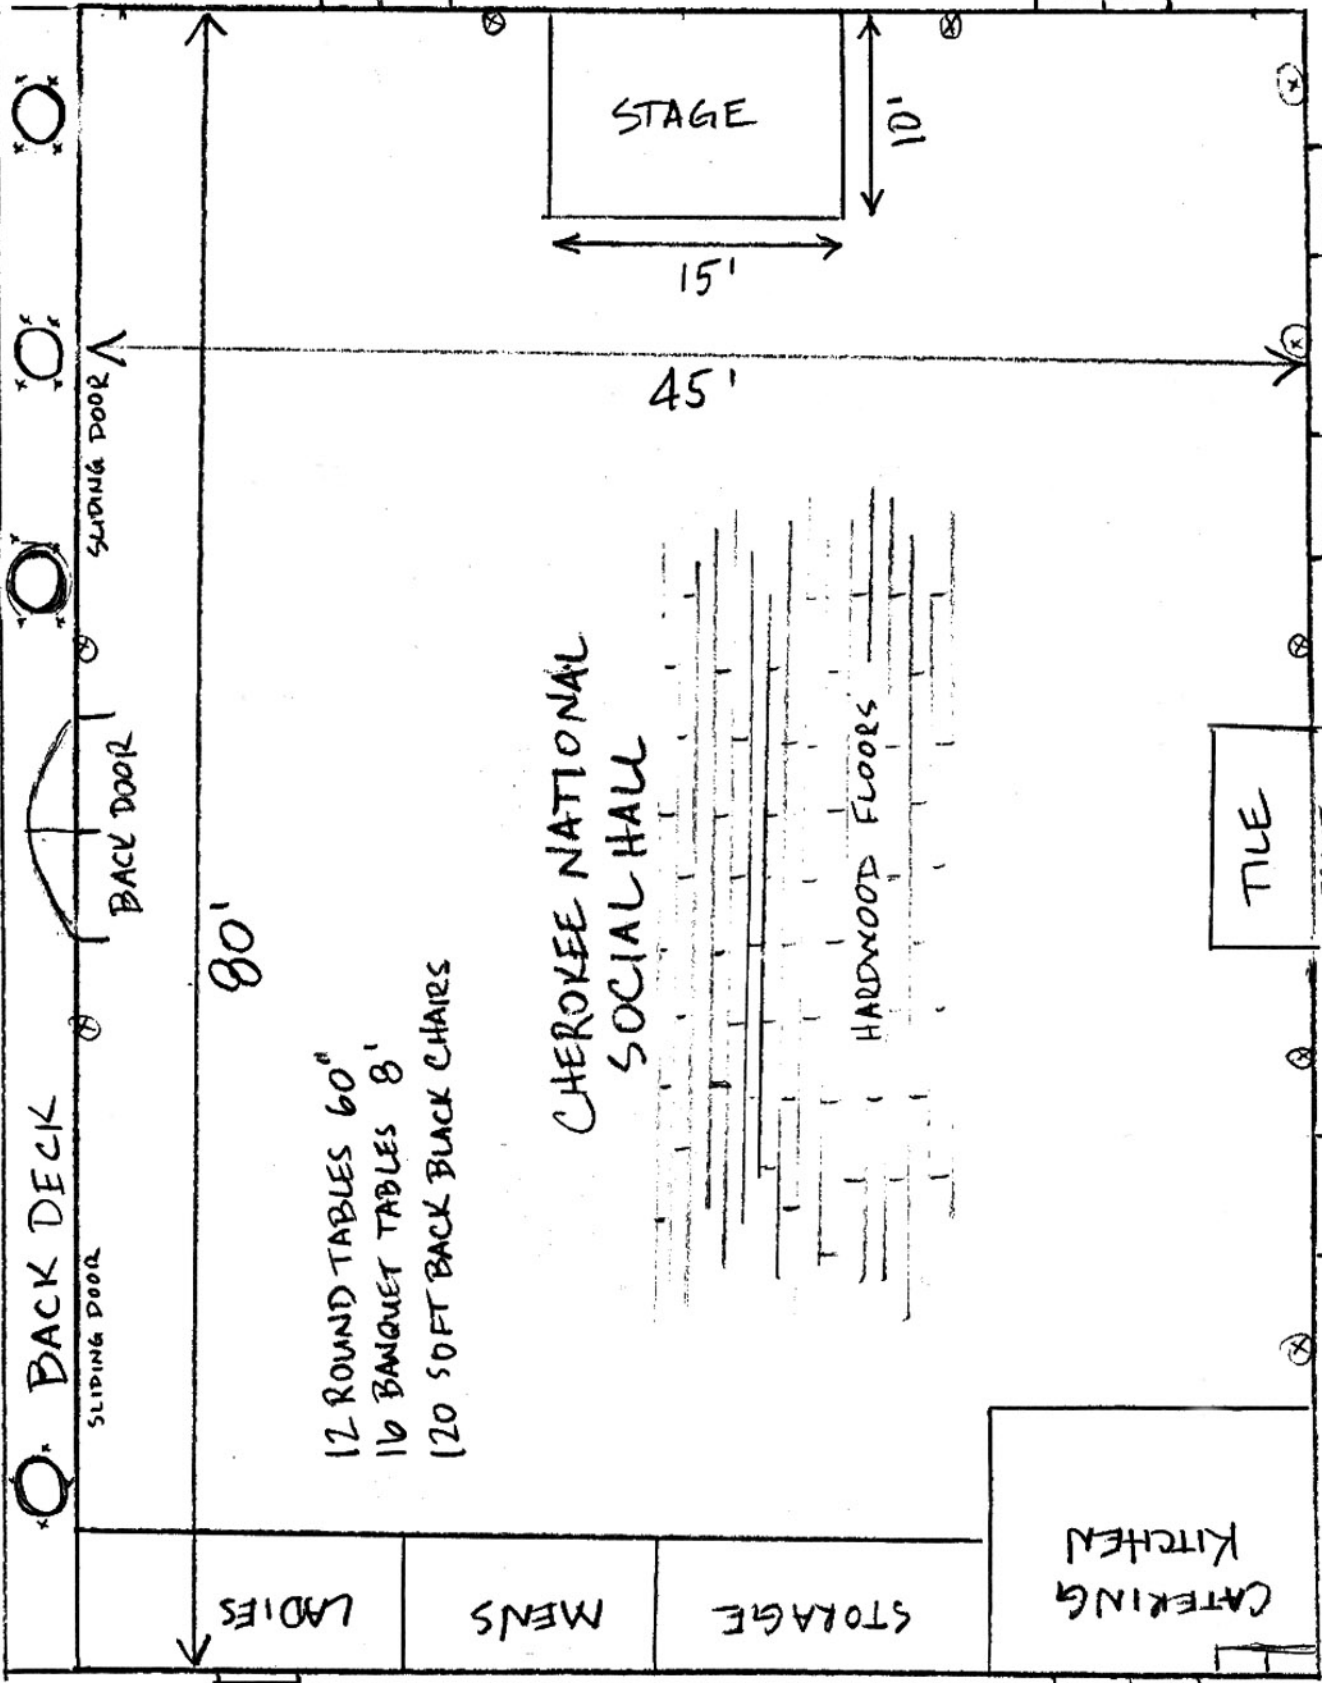 STAGE
10'
15'
45'
SLIDING DOOR
BACK DOOR
80'
BACK DECK
SLIDING DOOR
12 ROUND TABLES 60"
16 BANQUET TABLES 8'
120 SOFT BACK BLACK CHAIRS
CHEROKEE NATIONAL
SOCIAL HALL
HARDWOOD FLOORS
TILE
LADIES
MENS
STORAGE
CATERING
KITCHEN